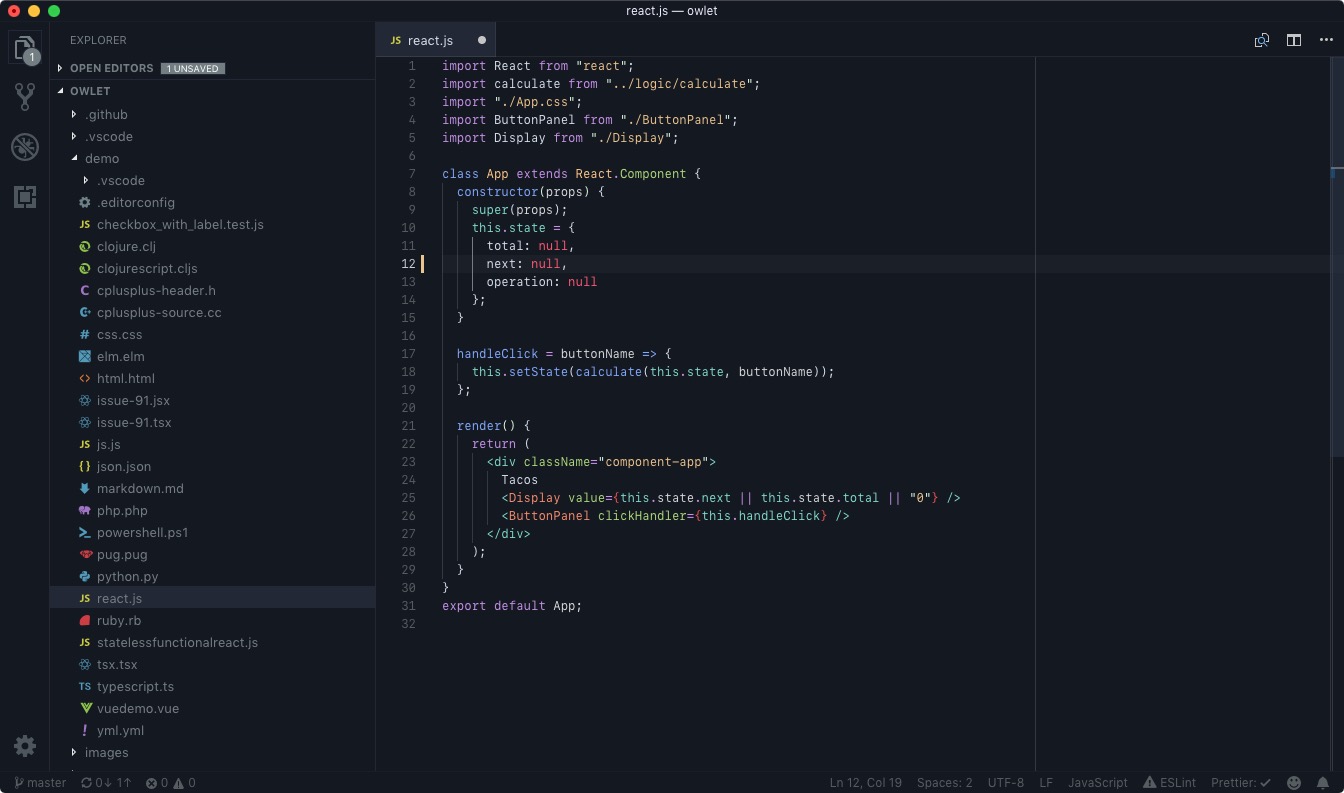 react.js — owlet
EXPLORER
OPEN EDITORS 1 UNSAVED
OWLET
.github
.vscode
demo
.vscode
.editorconfig
JS checkbox_with_label.test.js
clojure.clj
clojurescript.cljs
C cplusplus-header.h
C+ cplusplus-source.cc
# css.css
elm.elm
<> html.html
issue-91.jsx
issue-91.tsx
JS js.js
{} json.json
markdown.md
php.php
powershell.ps1
pug.pug
python.py
JS react.js
ruby.rb
JS statelessfunctionalreact.js
tsx.tsx
TS typescript.ts
vuedemo.vue
! yml.yml
images
1
JS react.js
1 import React from "react";
2 import calculate from "../logic/calculate";
3 import "./App.css";
4 import ButtonPanel from "./ButtonPanel";
5 import Display from "./Display";
6
7 class App extends React.Component {
8 constructor(props) {
9 super(props);
10 this.state = {
11 total: null,
12 next: null,
13 operation: null
14 };
15 }
16
17 handleClick = buttonName => {
18 this.setState(calculate(this.state, buttonName));
19 };
20
21 render() {
22 return (
23 <div className="component-app">
24 Tacos
25 <Display value={this.state.next || this.state.total || "0"} />
26 <ButtonPanel clickHandler={this.handleClick} />
27 </div>
28 );
29 }
30 }
31 export default App;
32
master 0↓ 1↑ 0 0 Ln 12, Col 19 Spaces: 2 UTF-8 LF JavaScript ESLint Prettier: ✓